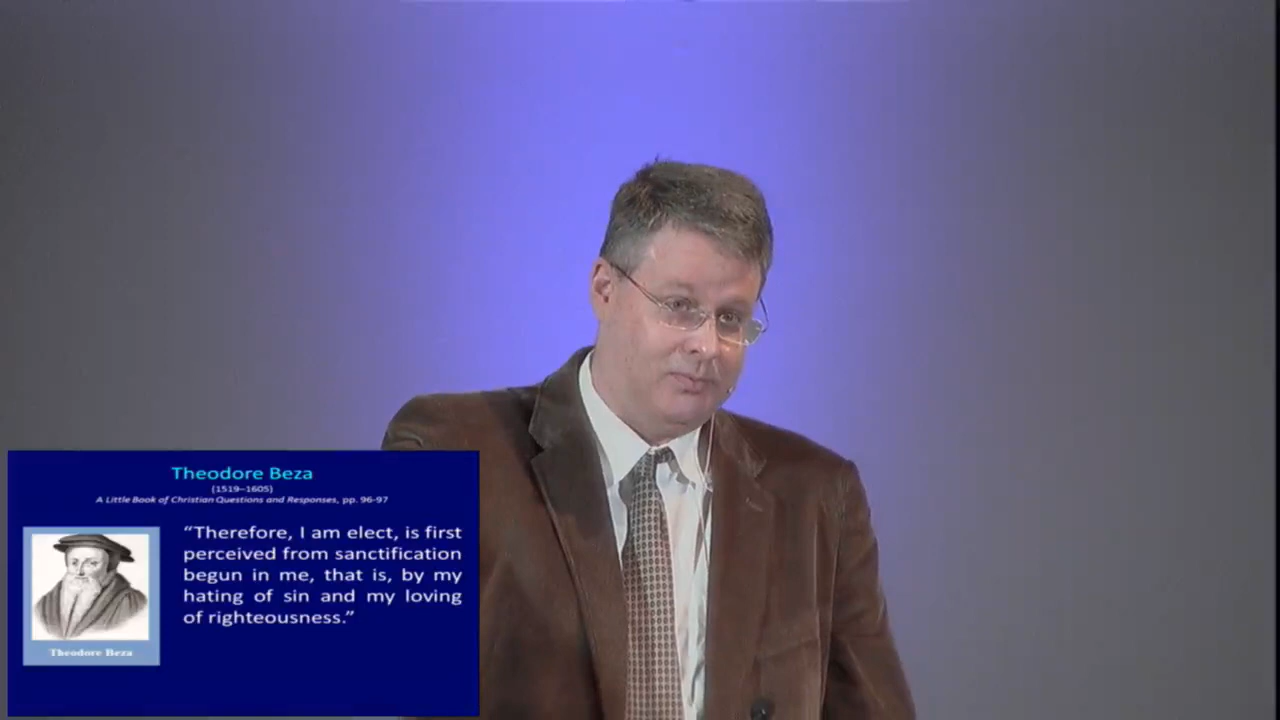 Theodore Beza
(1519–1605)
A Little Book of Christian Questions and Responses, pp. 96-97
“Therefore, I am elect, is first
perceived from sanctification
begun in me, that is, by my
hating of sin and my loving
of righteousness.”
Theodore Beza